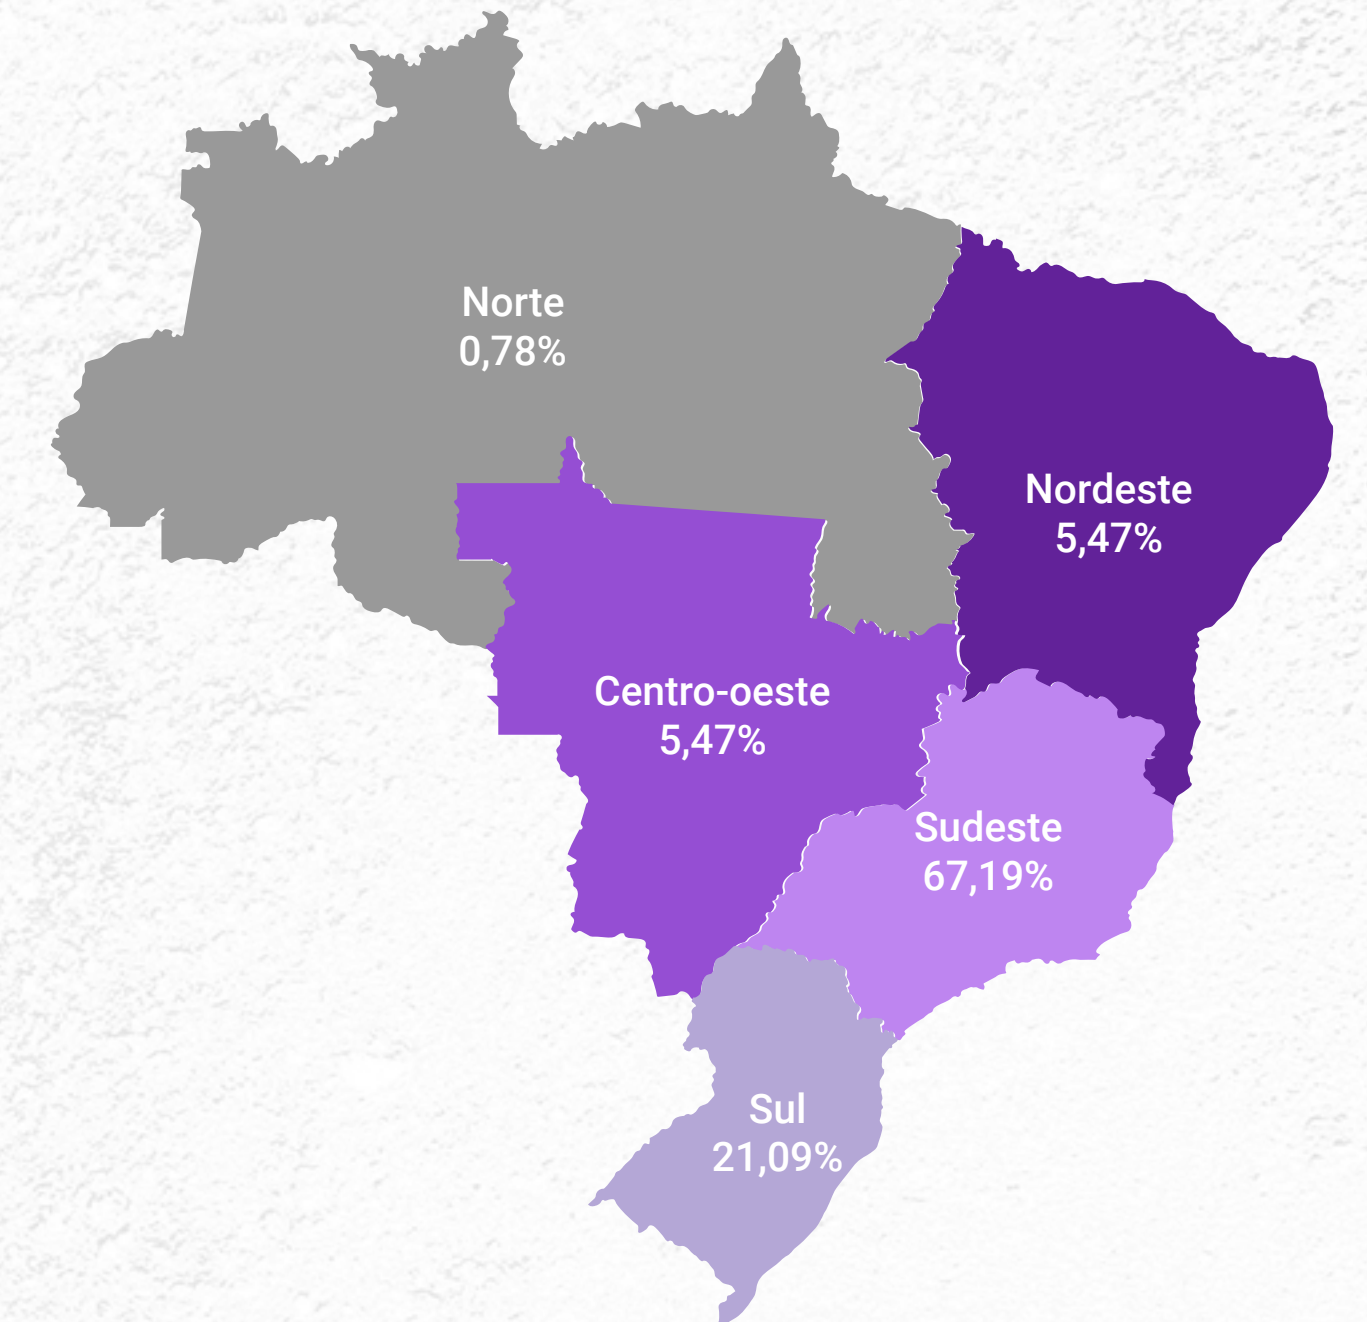 Norte
0,78%
Nordeste
5,47%
Centro-oeste
5,47%
Sudeste
67,19%
Sul
21,09%